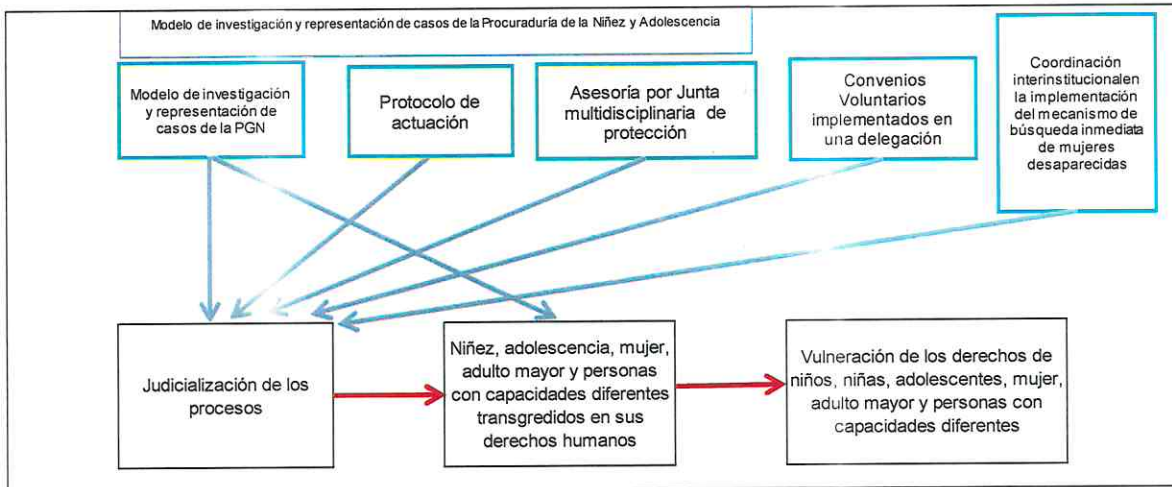 Modelo de investigación y representación de casos de la Procuraduría de la Niñez y Adolescencia
Modelo de investigación
y representación de
casos de la PGN
Protocolo de
actuación
Asesoría por Junta
multidisciplinaria de
protección
Convenios
Voluntarios
implementados en
una delegación
Coordinación
interinstitucionalen
la implementación
del mecanismo de
búsqueda inmediata
de mujeres
desaparecidas
Judicialización de los
procesos
Niñez, adolescencia, mujer,
adulto mayor y personas
con capacidades diferentes
transgredidos en sus
derechos humanos
Vulneración de los derechos de
niños, niñas, adolescentes, mujer,
adulto mayor y personas con
capacidades diferentes